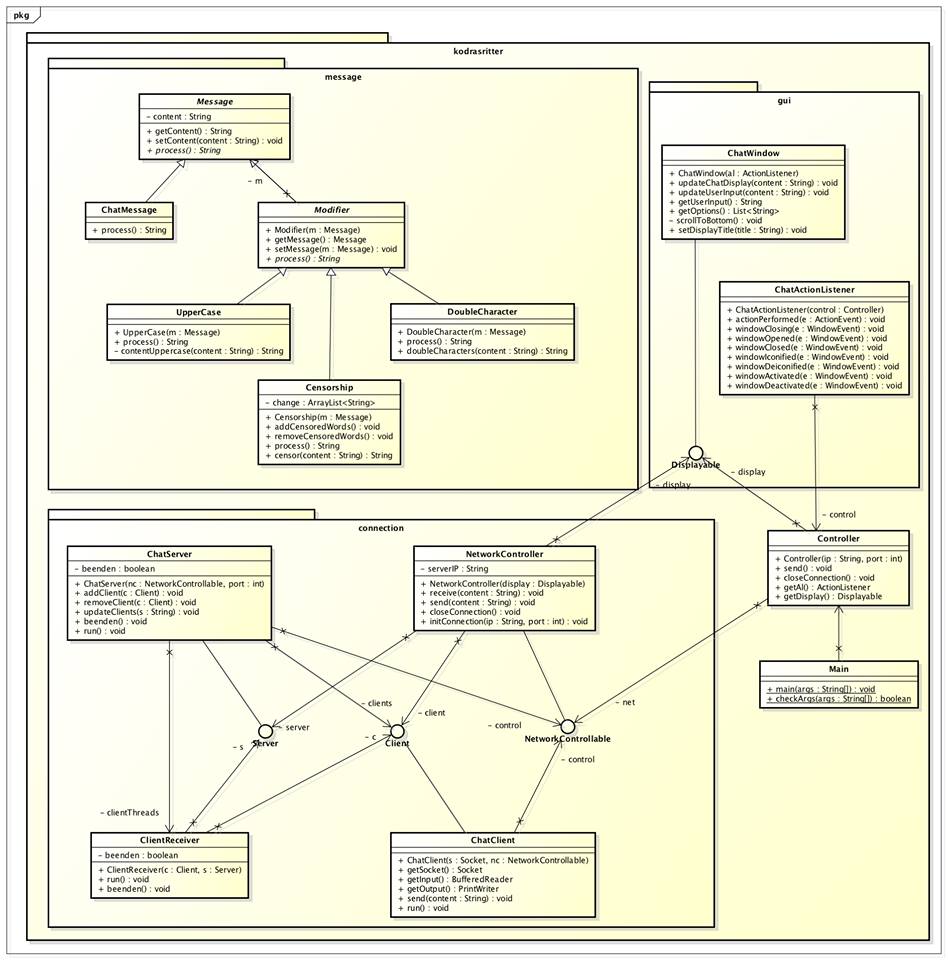 pkg
kodrasritter
message
Message
– content : String
+ getContent() : String
+ setContent(content : String) : void
+ process() : String
– m
ChatMessage
+ process() : String
Modifier
+ Modifier(m : Message)
+ getMessage() : Message
+ setMessage(m : Message) : void
+ process() : String
UpperCase
+ UpperCase(m : Message)
+ process() : String
– contentUppercase(content : String) : String
DoubleCharacter
+ DoubleCharacter(m : Message)
+ process() : String
+ doubleCharacters(content : String) : String
Censorship
– change : ArrayList<String>
+ Censorship(m : Message)
+ addCensoredWords() : void
+ removeCensoredWords() : void
+ process() : String
+ censor(content : String) : String
gui
ChatWindow
+ ChatWindow(al : ActionListener)
+ updateChatDisplay(content : String) : void
+ updateUserInput(content : String) : void
+ getUserInput() : String
+ getOptions() : List<String>
– scrollToBottom() : void
+ setDisplayTitle(title : String) : void
ChatActionListener
+ ChatActionListener(control : Controller)
+ actionPerformed(e : ActionEvent) : void
+ windowClosing(e : WindowEvent) : void
+ windowOpened(e : WindowEvent) : void
+ windowClosed(e : WindowEvent) : void
+ windowIconified(e : WindowEvent) : void
+ windowDeiconified(e : WindowEvent) : void
+ windowActivated(e : WindowEvent) : void
+ windowDeactivated(e : WindowEvent) : void
Displayable
– display
– display
– control
Controller
+ Controller(ip : String, port : int)
+ send() : void
+ closeConnection() : void
+ getAl() : ActionListener
+ getDisplay() : Displayable
Main
+ main(args : String[]) : void
+ checkArgs(args : String[]) : boolean
connection
ChatServer
– beenden : boolean
+ ChatServer(nc : NetworkControllable, port : int)
+ addClient(c : Client) : void
+ removeClient(c : Client) : void
+ updateClients(s : String) : void
+ beenden() : void
+ run() : void
NetworkController
– serverIP : String
+ NetworkController(display : Displayable)
+ receive(content : String) : void
+ send(content : String) : void
+ closeConnection() : void
+ initConnection(ip : String, port : int) : void
– clients
– client
– net
– server
– control
– s
Server
– c
Client
NetworkControllable
– control
– clientThreads
ClientReceiver
– beenden : boolean
+ ClientReceiver(c : Client, s : Server)
+ run() : void
+ beenden() : void
ChatClient
+ ChatClient(s : Socket, nc : NetworkControllable)
+ getSocket() : Socket
+ getInput() : BufferedReader
+ getOutput() : PrintWriter
+ send(content : String) : void
+ run() : void